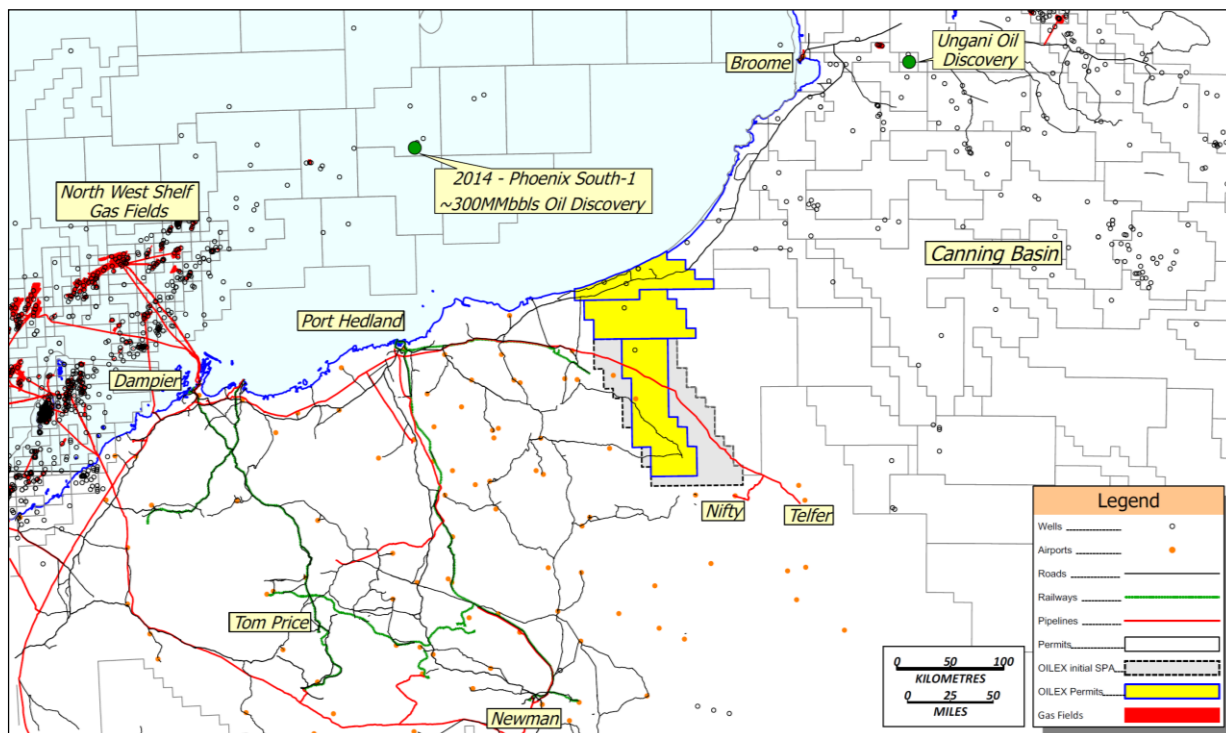 Broome
Ungani Oil
Discovery
2014 - Phoenix South-1
~300MMbbls Oil Discovery
North West Shelf
Gas Fields
Canning Basin
Port Hedland
Dampier
Nifty
Telfer
Tom Price
Newman
Legend
Wells
Airports
Roads
Railways
Pipelines
Permits
OILEX initial SPA
OILEX Permits
Gas Fields
0 50 100
KILOMETRES
0 25 50
MILES